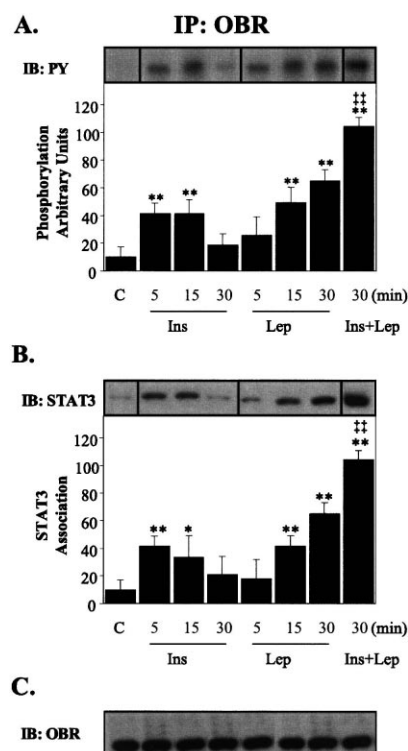 A. IP: OBR
IB: PY
Phosphorylation
Arbitrary Units
120
100
80
60
40
20
0
** ** ** ** ‡‡ ‡‡ **
C 5 15 30 5 15 30 30 (min)
Ins Lep Ins+Lep
B.
IB: STAT3
STAT3
Association
120
100
80
60
40
20
0
** * ** ** ‡‡ ‡‡ **
C 5 15 30 5 15 30 30 (min)
Ins Lep Ins+Lep
C.
IB: OBR